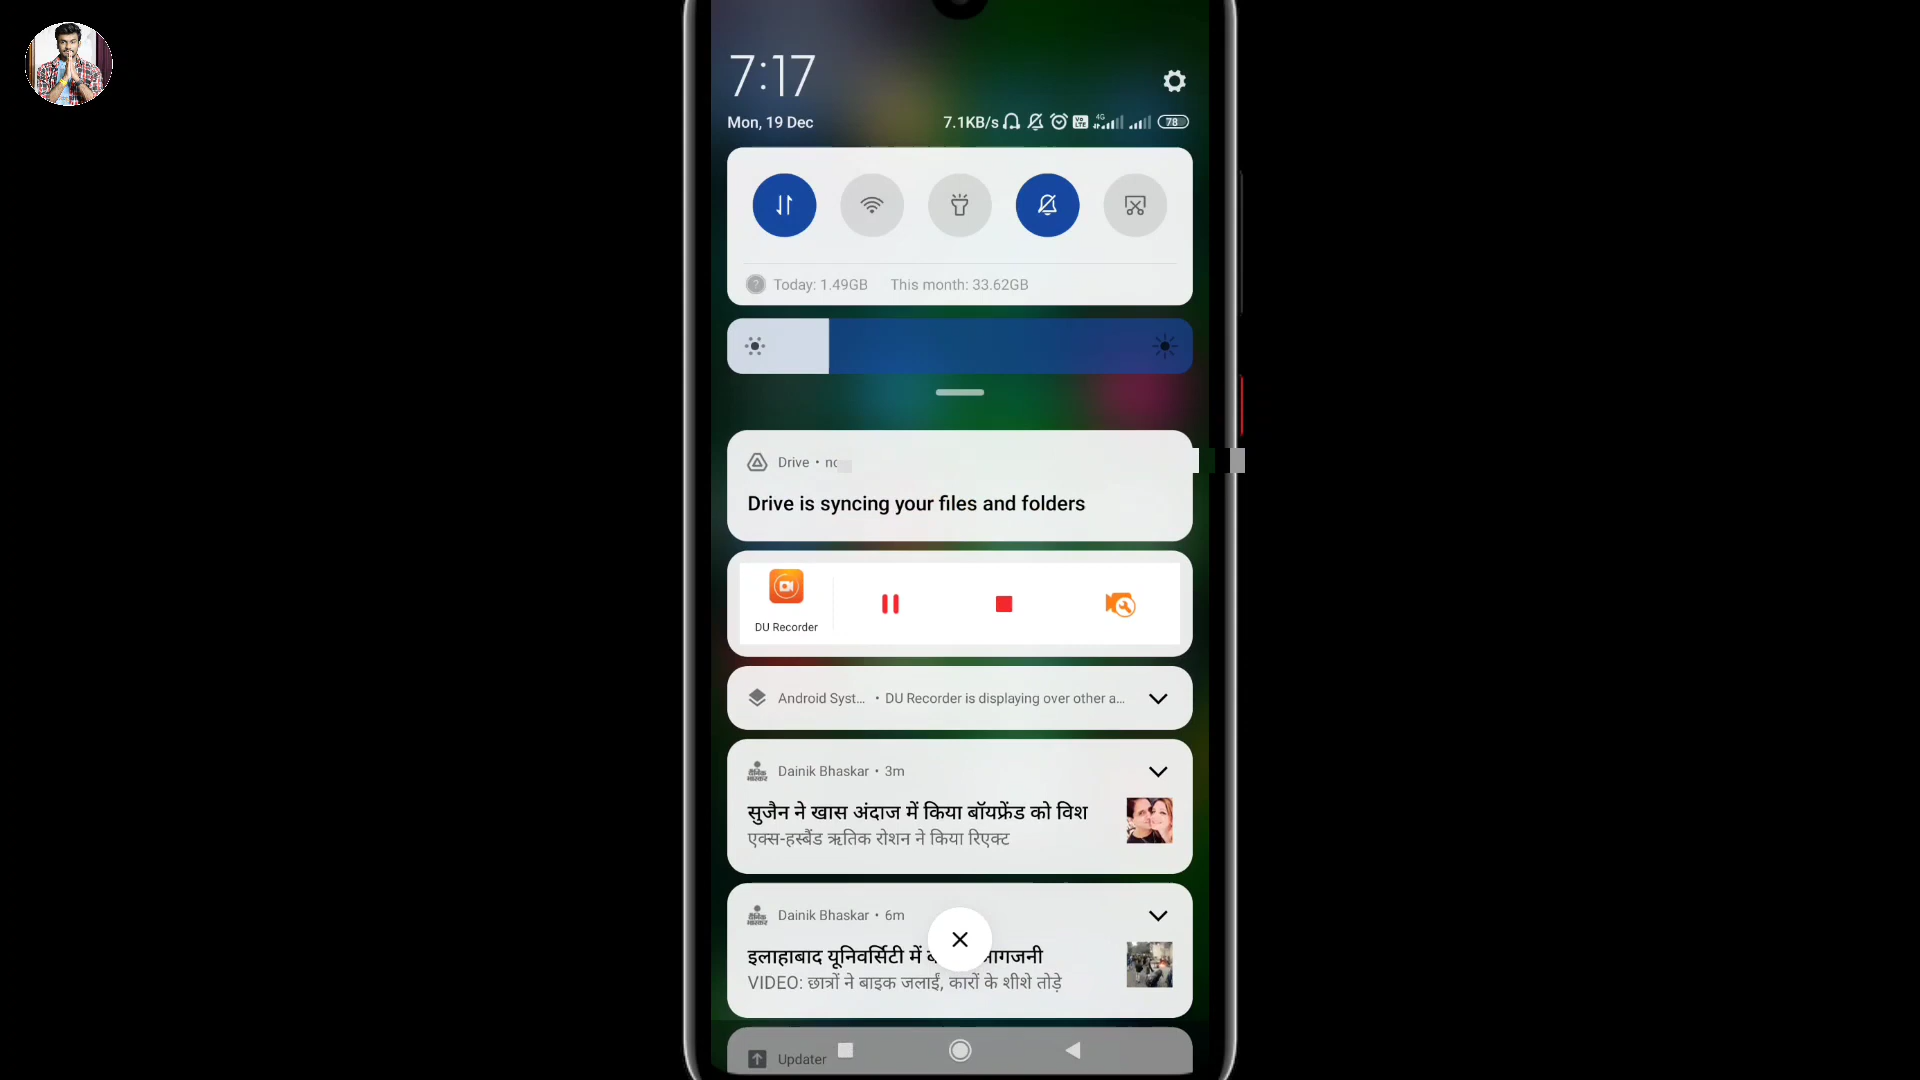 7:17
Mon, 19 Dec
7.1KB/s 4G 78
Today: 1.49GB This month: 33.62GB
Drive •
Drive is syncing your files and folders
DU Recorder
Android Syst... • DU Recorder is displaying over other a...
Dainik Bhaskar • 3m
सुजैन ने खास अंदाज में किया बॉयफ्रेंड को विश
एक्स-हस्बैंड ऋतिक रोशन ने किया रिएक्ट
Dainik Bhaskar • 6m
इलाहाबाद यूनिवर्सिटी में
VIDEO: छात्रों ने बाइक जलाईं, कारों के शीशे तोड़े
Updater